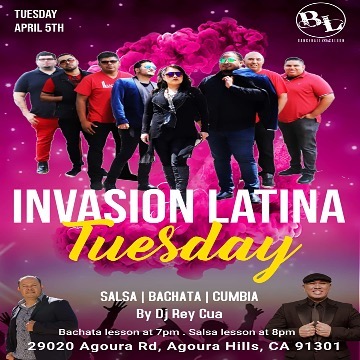 TUESDAY
APRIL 5TH
BL
INVASION LATINA
Tuesday
SALSA | BACHATA | CUMBIA
By Dj Rey Gua
Bachata lesson at 7pm . Salsa lesson at 8pm
29020 Agoura Rd, Agoura Hills, CA 91301